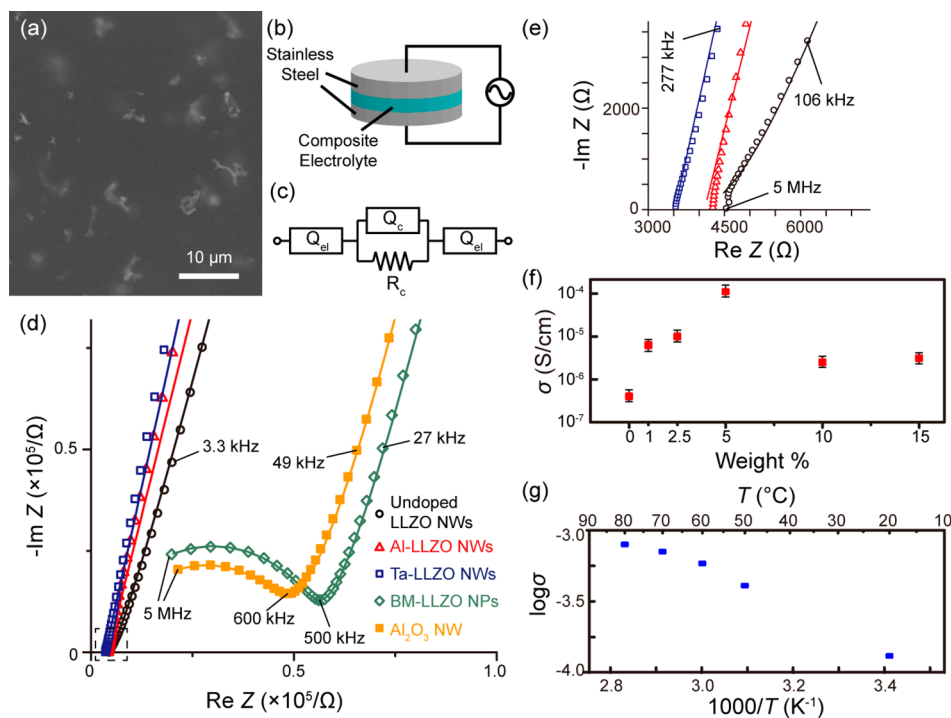 (a)
10 μm
(b)
Stainless
Steel
Composite
Electrolyte
(c)
Q_el
Q_c
R_c
Q_el
(d)
-Im Z (×10⁵/Ω)
0.5
0
3.3 kHz
49 kHz
27 kHz
5 MHz
600 kHz
500 kHz
Undoped
LLZO NWs
Al-LLZO NWs
Ta-LLZO NWs
BM-LLZO NPs
Al₂O₃ NW
0
0.5
1.0
Re Z (×10⁵/Ω)
(e)
-Im Z (Ω)
2000
0
277 kHz
106 kHz
5 MHz
3000
4500
6000
Re Z (Ω)
(f)
σ (S/cm)
10⁻⁴
10⁻⁵
10⁻⁶
10⁻⁷
0
1
2.5
5
10
15
Weight %
(g)
T (°C)
90 80 70 60 50 40 30 20 10
logσ
-3.0
-3.5
-4.0
2.8
3.0
3.2
3.4
1000/T (K⁻¹)